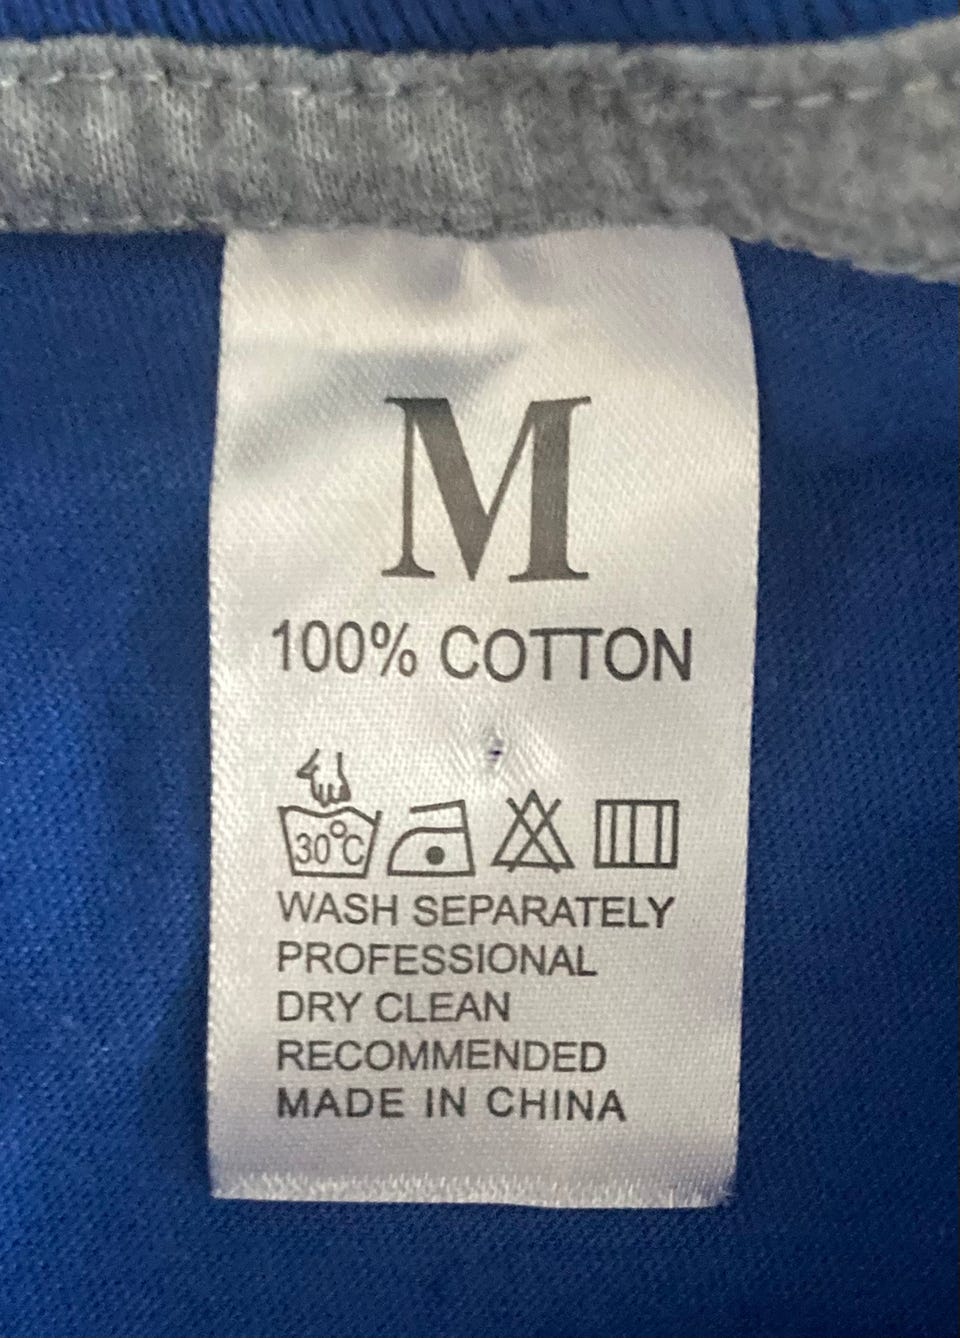 M
100% COTTON
30°C
WASH SEPARATELY
PROFESSIONAL
DRY CLEAN
RECOMMENDED
MADE IN CHINA